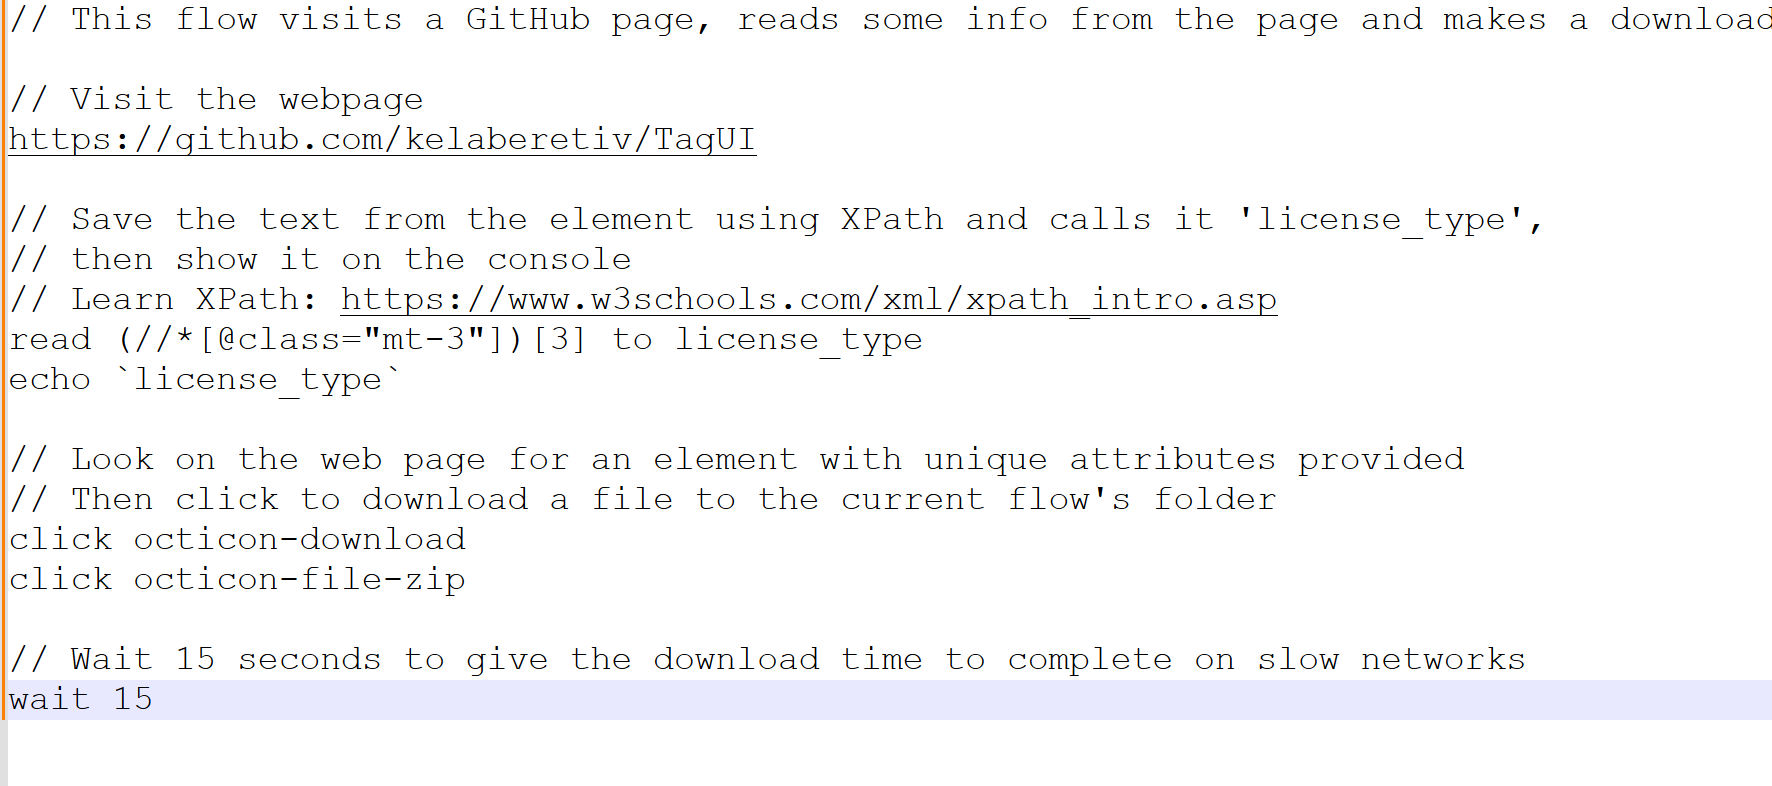 // This flow visits a GitHub page, reads some info from the page and makes a download
// Visit the webpage
https://github.com/kelaberetiv/TagUI
// Save the text from the element using XPath and calls it 'license_type',
// then show it on the console
// Learn XPath: https://www.w3schools.com/xml/xpath_intro.asp
read (//*[@class="mt-3"])[3] to license_type
echo `license_type`
// Look on the web page for an element with unique attributes provided
// Then click to download a file to the current flow's folder
click octicon-download
click octicon-file-zip
// Wait 15 seconds to give the download time to complete on slow networks
wait 15